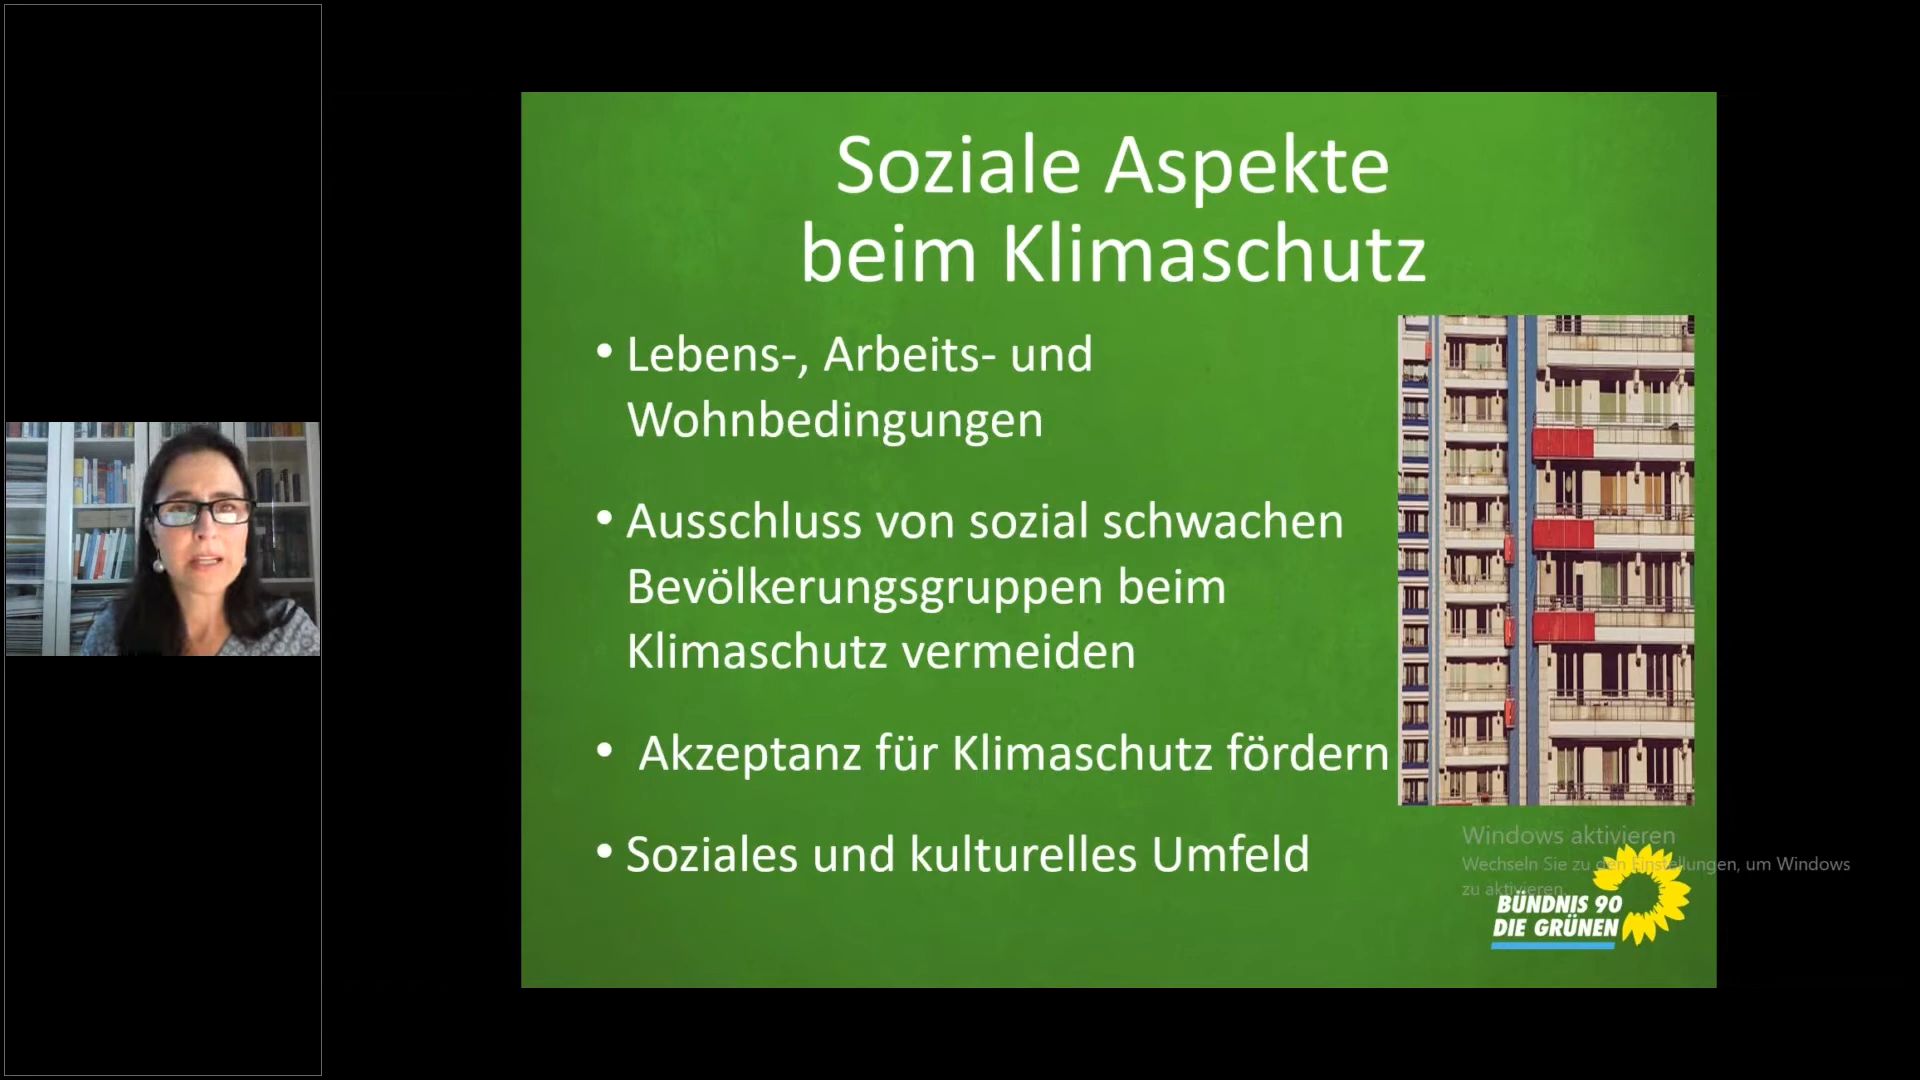 Soziale Aspekte
beim Klimaschutz
• Lebens-, Arbeits- und
Wohnbedingungen
• Ausschluss von sozial schwachen
Bevölkerungsgruppen beim
Klimaschutz vermeiden
• Akzeptanz für Klimaschutz fördern
• Soziales und kulturelles Umfeld
Windows aktivieren
Wechseln Sie zu den Einstellungen, um Windows
zu aktivieren.
BÜNDNIS 90
DIE GRÜNEN